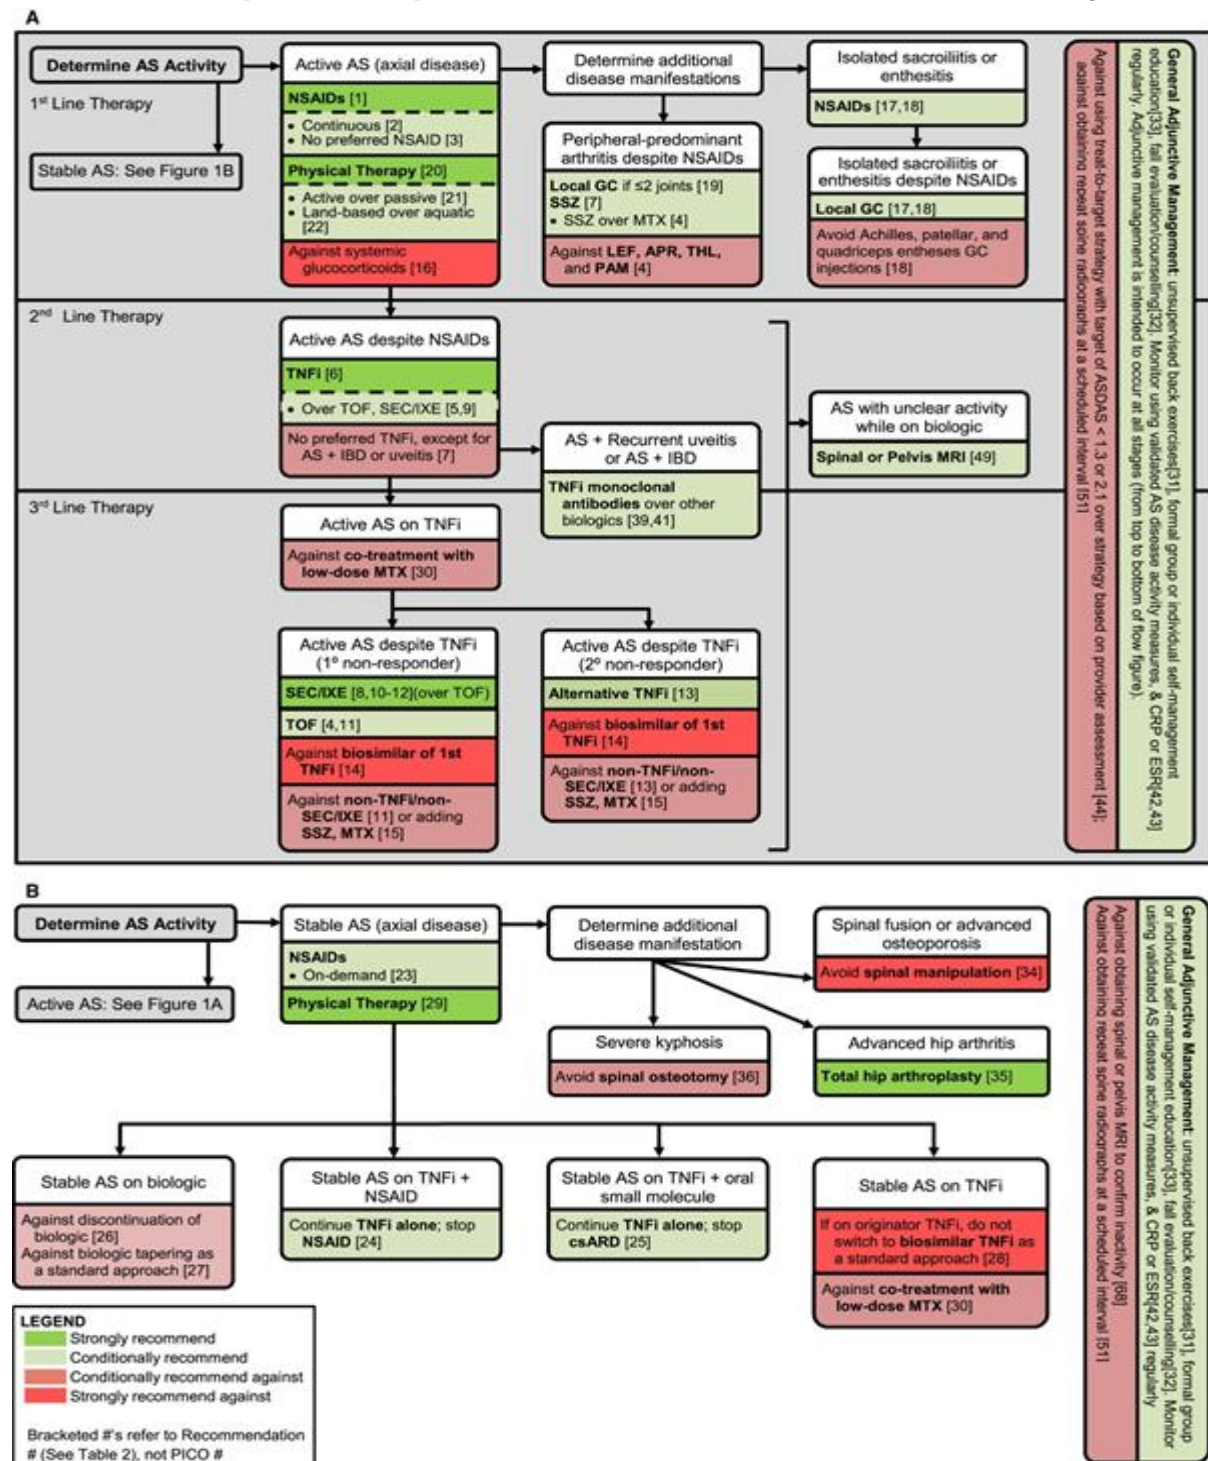 A
Determine AS Activity
1st Line Therapy
Stable AS: See Figure 1B
Active AS (axial disease)
NSAIDs [1]
• Continuous [2]
• No preferred NSAID [3]
Physical Therapy [20]
• Active over passive [21]
• Land-based over aquatic
[22]
Against systemic
glucocorticoids [16]
Determine additional
disease manifestations
Peripheral-predominant
arthritis despite NSAIDs
Local GC if ≤2 joints [19]
SSZ [7]
• SSZ over MTX [4]
Against LEF, APR, THL,
and PAM [4]
Isolated sacroiliitis or
enthesitis
NSAIDs [17,18]
Isolated sacroiliitis or
enthesitis despite NSAIDs
Local GC [17,18]
Avoid Achilles, patellar, and
quadriceps entheses GC
injections [18]
2nd Line Therapy
Active AS despite NSAIDs
TNFi [6]
• Over TOF, SEC/IXE [5,9]
No preferred TNFi, except for
AS + IBD or uveitis [7]
AS + Recurrent uveitis
or AS + IBD
TNFi monoclonal
antibodies over other
biologics [39,41]
AS with unclear activity
while on biologic
Spinal or Pelvis MRI [49]
3rd Line Therapy
Active AS on TNFi
Against co-treatment with
low-dose MTX [30]
Active AS despite TNFi
(1º non-responder)
SEC/IXE [8,10-12](over TOF)
TOF [4,11]
Against biosimilar of 1st
TNFi [14]
Against non-TNFi/non-
SEC/IXE [11] or adding
SSZ, MTX [15]
Active AS despite TNFi
(2º non-responder)
Alternative TNFi [13]
Against biosimilar of 1st
TNFi [14]
Against non-TNFi/non-
SEC/IXE [13] or adding
SSZ, MTX [15]
General Adjunctive Management: unsupervised back exercises[31], formal group or individual self-management
education[33], fall evaluation/counselling[32]. Monitor using validated AS disease activity measures, & CRP or ESR[42,43]
regularly. Adjunctive management is intended to occur at all stages (from top to bottom of flow figure).
Against using treat-to-target strategy with target of ASDAS < 1.3 or 2.1 over strategy based on provider assessment [44];
against obtaining repeat spine radiographs at a scheduled interval [51]
B
Determine AS Activity
Active AS: See Figure 1A
Stable AS (axial disease)
NSAIDs
• On-demand [23]
Physical Therapy [29]
Determine additional
disease manifestation
Spinal fusion or advanced
osteoporosis
Avoid spinal manipulation [34]
Severe kyphosis
Avoid spinal osteotomy [36]
Advanced hip arthritis
Total hip arthroplasty [35]
Stable AS on biologic
Against discontinuation of
biologic [26]
Against biologic tapering as
a standard approach [27]
Stable AS on TNFi +
NSAID
Continue TNFi alone; stop
NSAID [24]
Stable AS on TNFi + oral
small molecule
Continue TNFi alone; stop
csARD [25]
Stable AS on TNFi
If on originator TNFi, do not
switch to biosimilar TNFi as
a standard approach [28]
Against co-treatment with
low-dose MTX [30]
General Adjunctive Management: unsupervised back exercises[31], formal group
or individual self-management education[33], fall evaluation/counselling[32]. Monitor
using validated AS disease activity measures, & CRP or ESR[42,43] regularly
Against obtaining spinal or pelvis MRI to confirm inactivity [68]
Against obtaining repeat spine radiographs at a scheduled interval [51]
LEGEND
Strongly recommend
Conditionally recommend
Conditionally recommend against
Strongly recommend against
Bracketed #'s refer to Recommendation
# (See Table 2), not PICO #